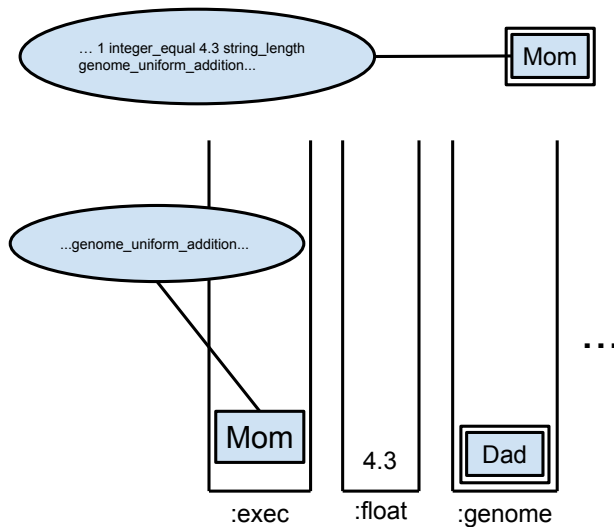 … 1 integer_equal 4.3 string_length
genome_uniform_addition...
Mom
...genome_uniform_addition...
...
Mom
4.3
Dad
:exec
:float
:genome